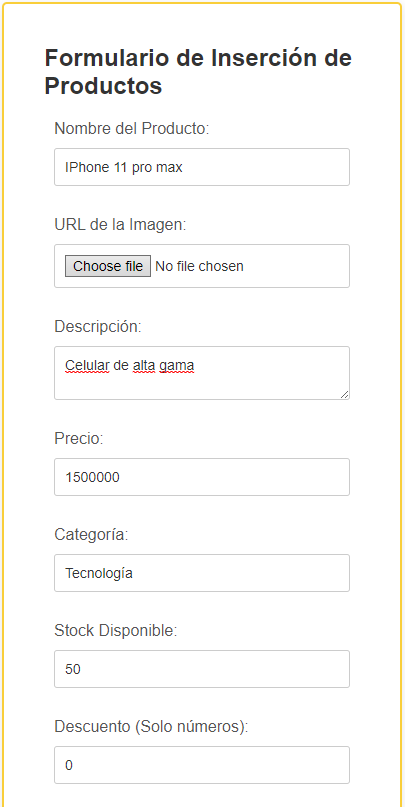 Formulario de Inserción de
Productos
Nombre del Producto:
IPhone 11 pro max
URL de la Imagen:
Choose file No file chosen
Descripción:
Celular de alta gama
Precio:
1500000
Categoría:
Tecnología
Stock Disponible:
50
Descuento (Solo números):
0